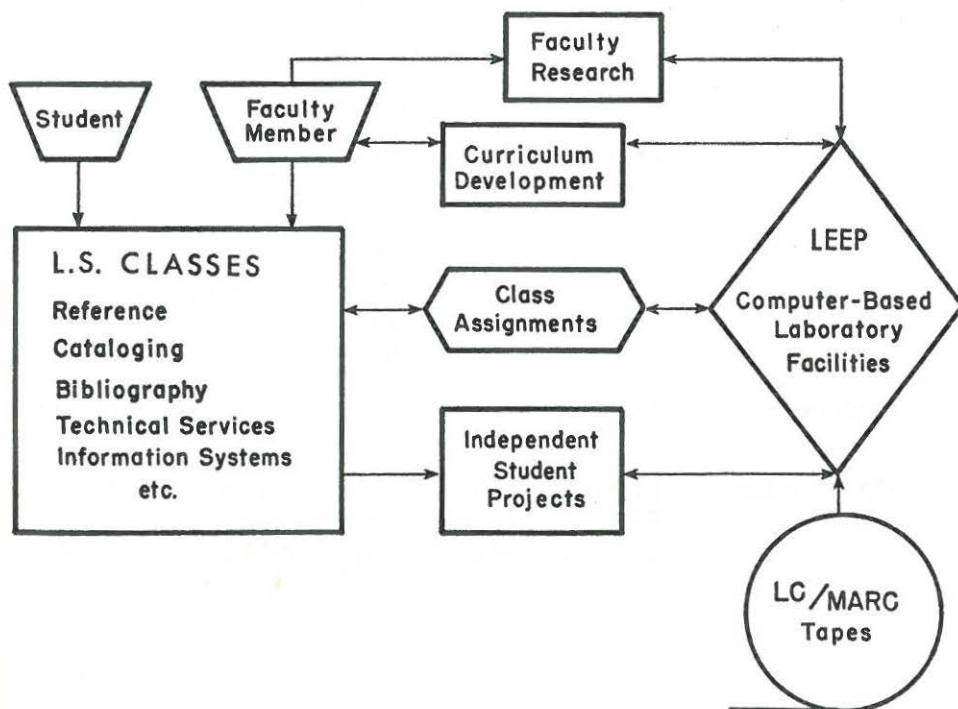 Faculty
Research
Student
Faculty
Member
Curriculum
Development
L.S. CLASSES
Reference
Cataloging
Bibliography
Technical Services
Information Systems
etc.
Class
Assignments
Independent
Student
Projects
LEEP
Computer-Based
Laboratory
Facilities
LC/MARC
Tapes